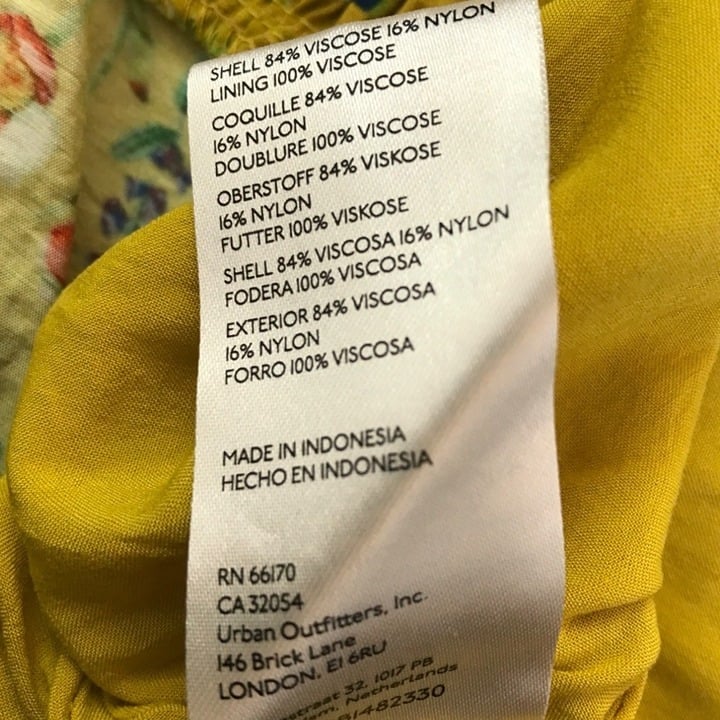 SHELL 84% VISCOSE 16% NYLON
LINING 100% VISCOSE
COQUILLE 84% VISCOSE
16% NYLON
DOUBLURE 100% VISCOSE
OBERSTOFF 84% VISKOSE
16% NYLON
FUTTER 100% VISKOSE
SHELL 84% VISCOSA 16% NYLON
FODERA 100% VISCOSA
EXTERIOR 84% VISCOSA
16% NYLON
FORRO 100% VISCOSA
MADE IN INDONESIA
HECHO EN INDONESIA
RN 66170
CA 32054
Urban Outfitters, Inc.
146 Brick Lane
LONDON. E1 6RU
32, 1017 PB
Netherlands